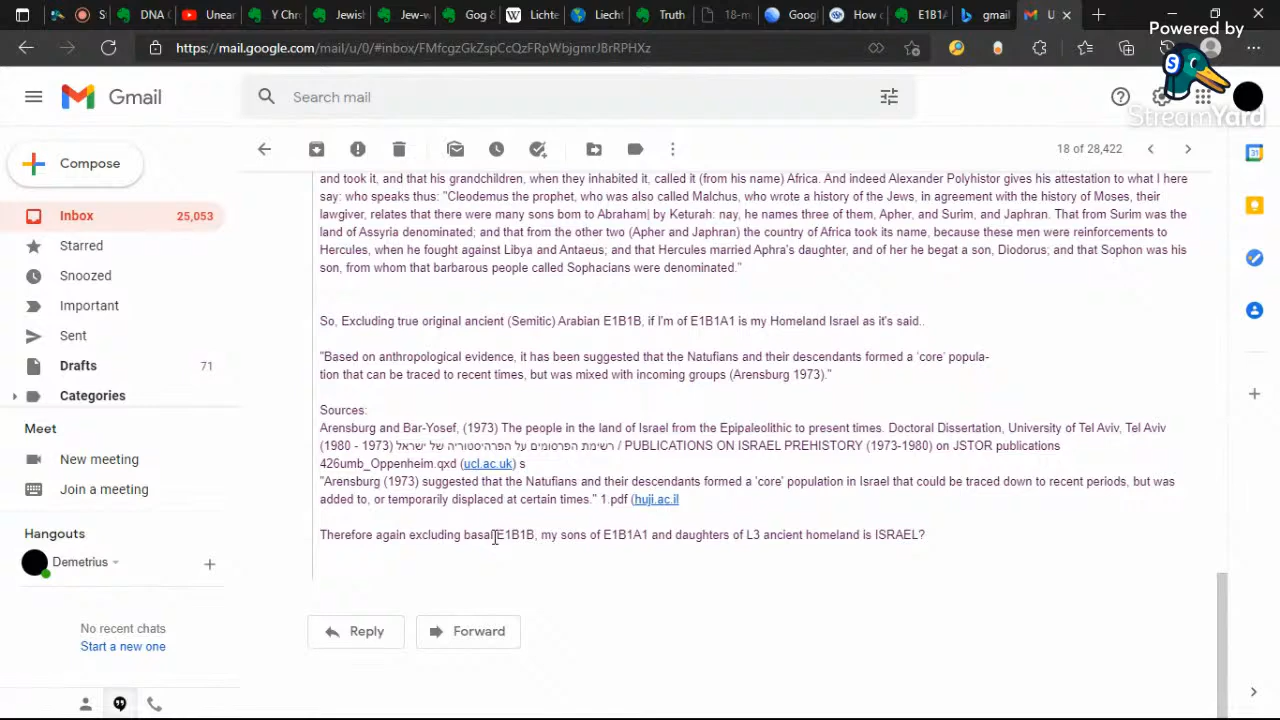 S
DNA (
Unear
Y Chro
Jewish
Jew-w
Gog &
Lichte
Liecht
Truth
18-m
Googl
How c
E1B1A
gmail
U
Powered by
https://mail.google.com/mail/u/0/#inbox/FMfcgzGkZspCcQzFRpWbjgmrJBrRPHXz
Gmail
Search mail
StreamYard
Compose
18 of 28,422
and took it, and that his grandchildren, when they inhabited it, called it (from his name) Africa. And indeed Alexander Polyhistor gives his attestation to what I here
say: who speaks thus: "Cleodemus the prophet, who was also called Malchus, who wrote a history of the Jews, in agreement with the history of Moses, their
lawgiver, relates that there were many sons born to Abraham by Keturah: nay, he names three of them, Apher, and Surim, and Japhran. That from Surim was the
land of Assyria denominated; and that from the other two (Apher and Japhran) the country of Africa took its name, because these men were reinforcements to
Hercules, when he fought against Libya and Antaeus; and that Hercules married Aphra's daughter, and of her he begat a son, Diodorus; and that Sophon was his
son, from whom that barbarous people called Sophacians were denominated."
So, Excluding true original ancient (Semitic) Arabian E1B1B, if I'm of E1B1A1 is my Homeland Israel as it's said..
"Based on anthropological evidence, it has been suggested that the Natufians and their descendants formed a 'core' popula-
tion that can be traced to recent times, but was mixed with incoming groups (Arensburg 1973)."
Sources:
Arensburg and Bar-Yosef, (1973) The people in the land of Israel from the Epipaleolithic to present times. Doctoral Dissertation, University of Tel Aviv, Tel Aviv
(1980 - 1973) רשימת הפרסומים על הפרהיסטוריה של ישראל / PUBLICATIONS ON ISRAEL PREHISTORY (1973-1980) on JSTOR publications
426umb_Oppenheim.qxd (ucl.ac.uk) s
"Arensburg (1973) suggested that the Natufians and their descendants formed a 'core' population in Israel that could be traced down to recent periods, but was
added to, or temporarily displaced at certain times." 1.pdf (huji.ac.il
Therefore again excluding basal E1B1B, my sons of E1B1A1 and daughters of L3 ancient homeland is ISRAEL?
Inbox 25,053
Starred
Snoozed
Important
Sent
Drafts 71
Categories
Meet
New meeting
Join a meeting
Hangouts
Demetrius
No recent chats
Start a new one
Reply
Forward